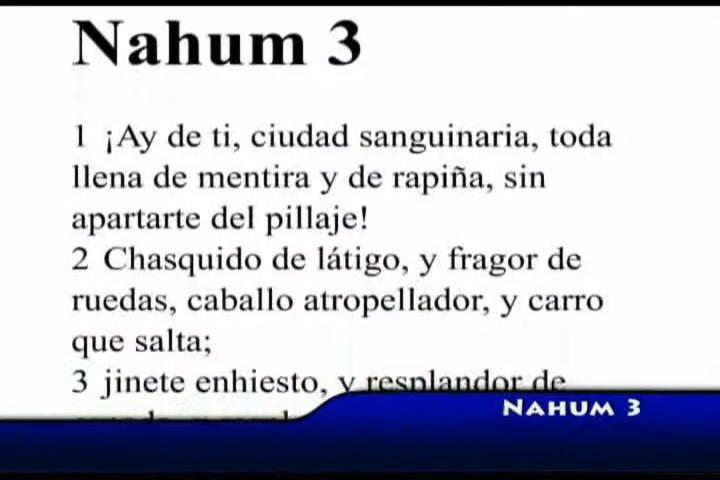 Nahum 3
1 ¡Ay de ti, ciudad sanguinaria, toda
llena de mentira y de rapiña, sin
apartarte del pillaje!
2 Chasquido de látigo, y fragor de
ruedas, caballo atropellador, y carro
que salta;
3 jinete enhiesto, y resplandor de
NAHUM 3